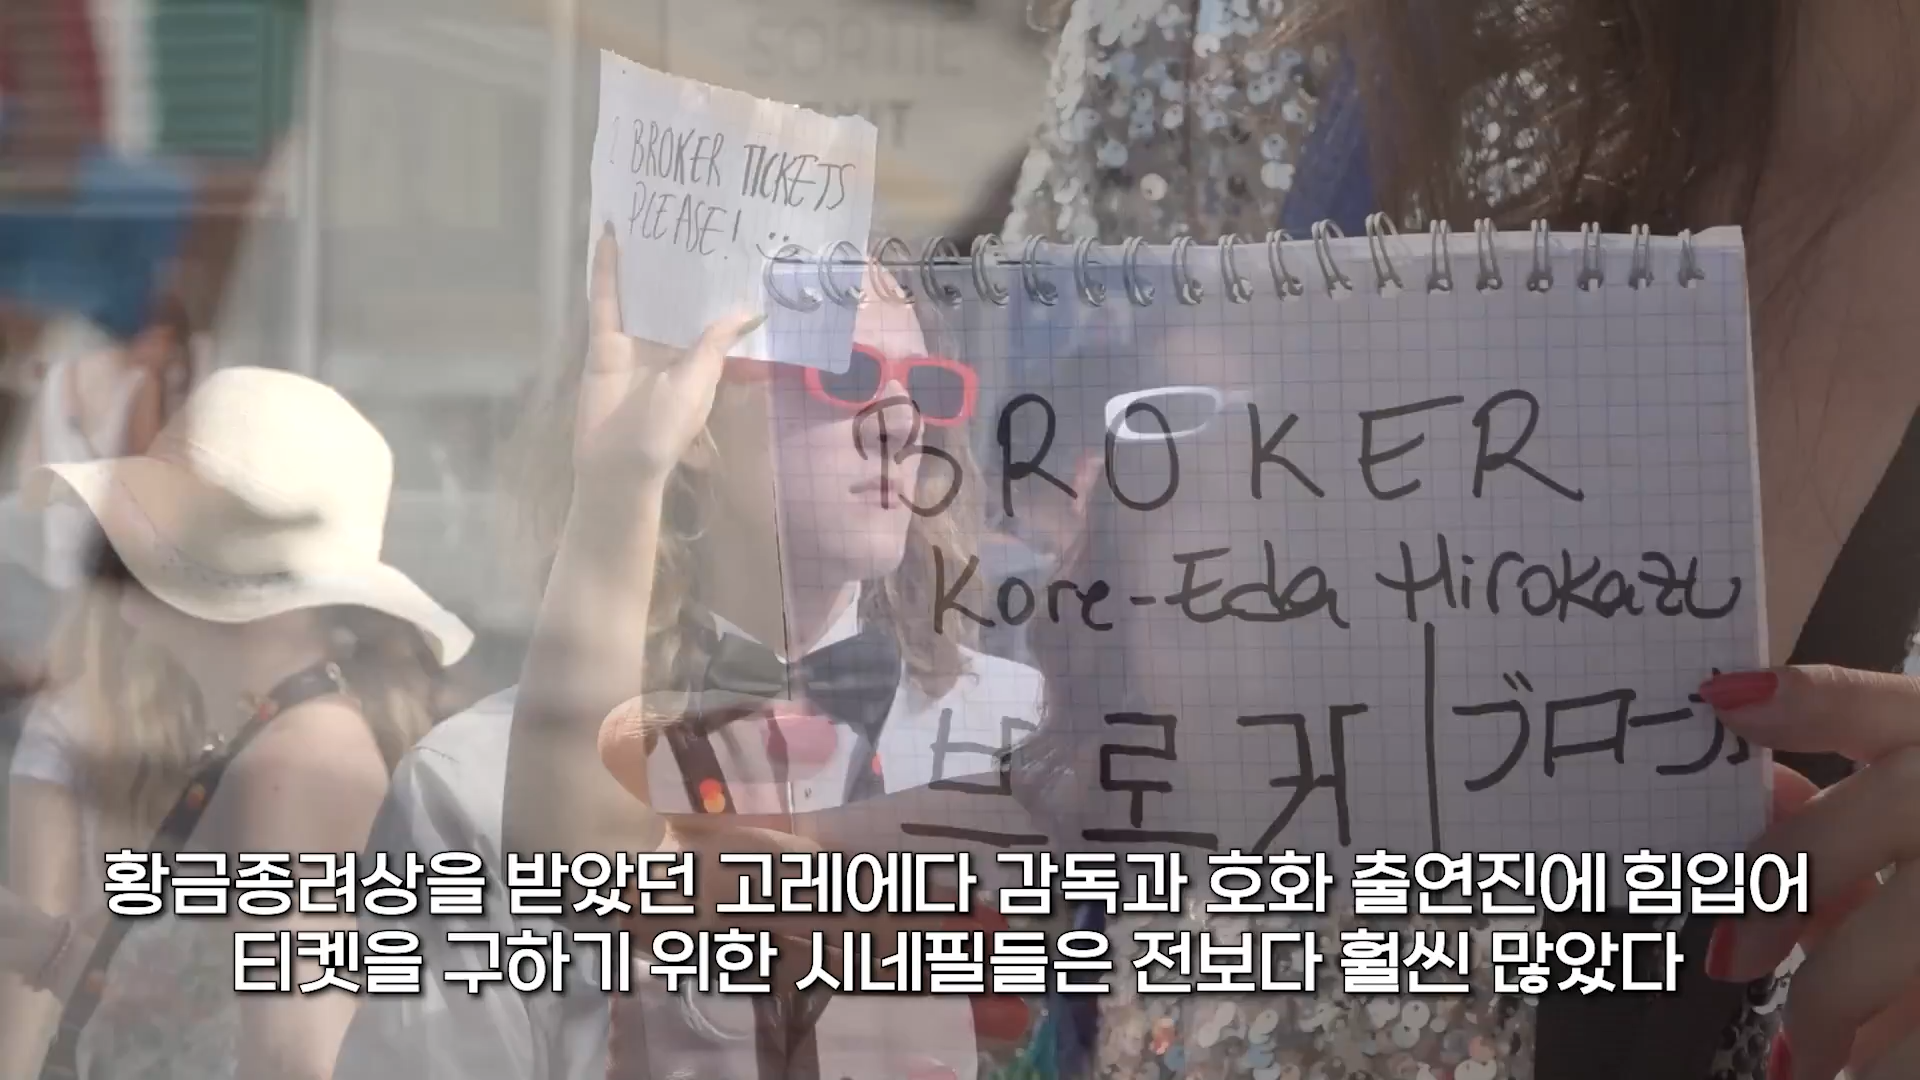 SORTIE
EXIT
1 BROKER TICKETS
PLEASE!
BROKER
Kore-Eda Hirokazu
브로커 | ブローカ
황금종려상을 받았던 고레에다 감독과 호화 출연진에 힘입어
티켓을 구하기 위한 시네필들은 전보다 훨씬 많았다